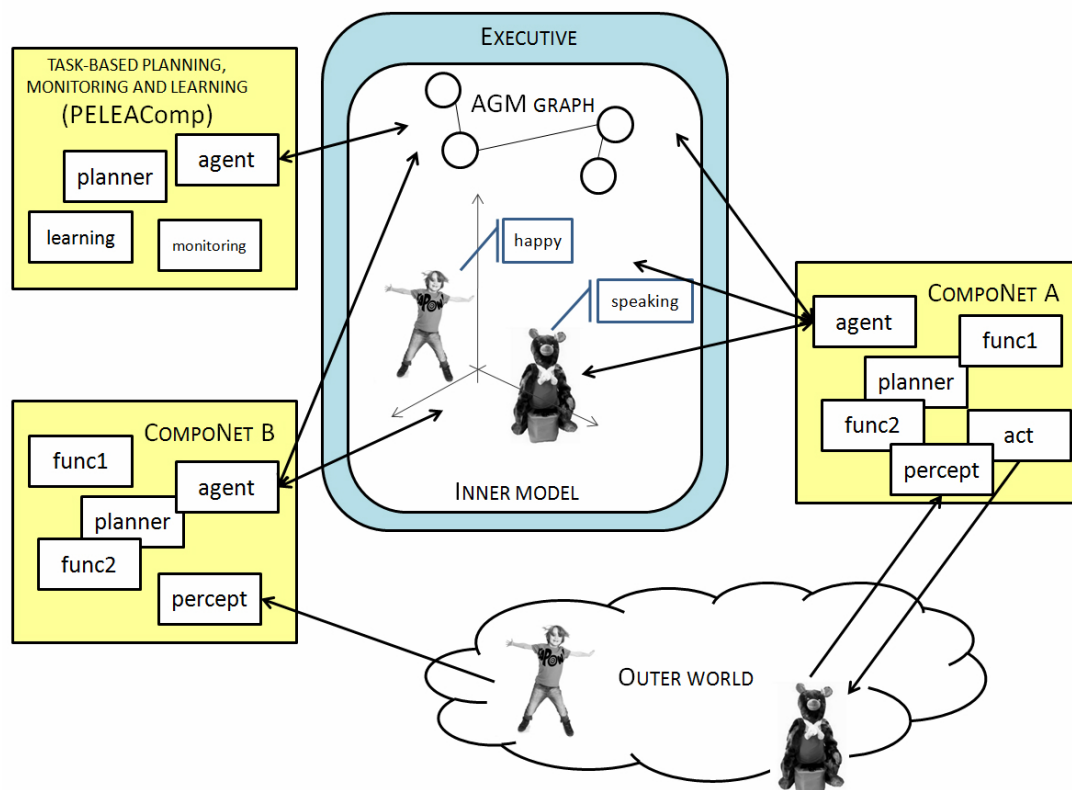 TASK-BASED PLANNING,
MONITORING AND LEARNING
(PELEAComp)
agent
planner
learning
monitoring
EXECUTIVE
AGM GRAPH
happy
speaking
INNER MODEL
COMPONET A
agent
func1
planner
func2
act
percept
COMPONET B
func1
agent
planner
func2
percept
OUTER WORLD